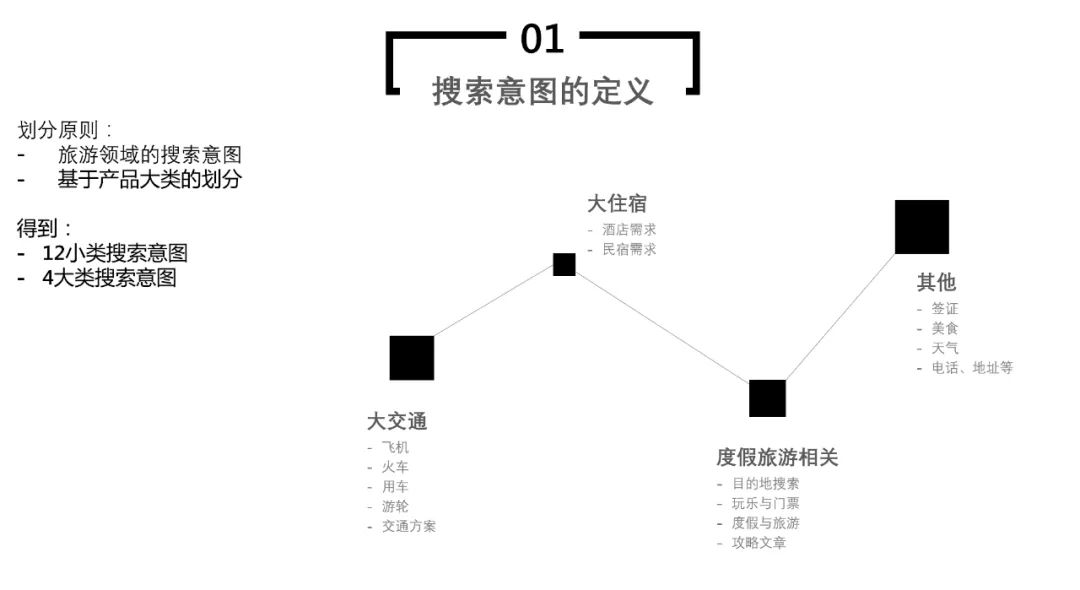 01
搜索意图的定义
划分原则：
- 旅游领域的搜索意图
- 基于产品大类的划分
得到：
- 12小类搜索意图
- 4大类搜索意图
大交通
- 飞机
- 火车
- 用车
- 游轮
- 交通方案
大住宿
- 酒店需求
- 民宿需求
度假旅游相关
- 目的地搜索
- 玩乐与门票
- 度假与旅游
- 攻略文章
其他
- 签证
- 美食
- 天气
- 电话、地址等